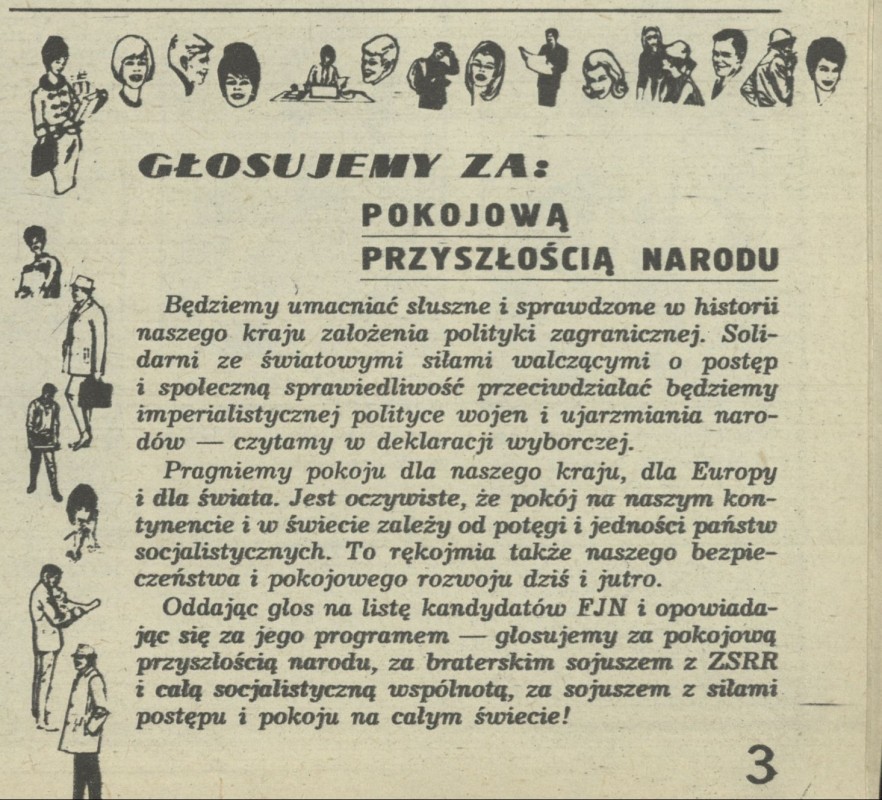 GŁOSUJEMY ZA:
POKOJOWĄ
PRZYSZŁOŚCIĄ NARODU
Będziemy umacniać słuszne i sprawdzone w historii
naszego kraju założenia polityki zagranicznej. Soli-
darni ze światowymi siłami walczącymi o postęp
i społeczną sprawiedliwość przeciwdziałać będziemy
imperialistycznej polityce wojen i ujarzmiania naro-
dów — czytamy w deklaracji wyborczej.
Pragniemy pokoju dla naszego kraju, dla Europy
i dla świata. Jest oczywiste, że pokój na naszym kon-
tynencie i w świecie zależy od potęgi i jedności państw
socjalistycznych. To rękojmia także naszego bezpie-
czeństwa i pokojowego rozwoju dziś i jutro.
Oddając głos na listę kandydatów FJN i opowiada-
jąc się za jego programem — głosujemy za pokojową
przyszłością narodu, za braterskim sojuszem z ZSRR
i całą socjalistyczną wspólnotą, za sojuszem z siłami
postępu i pokoju na całym świecie!
3